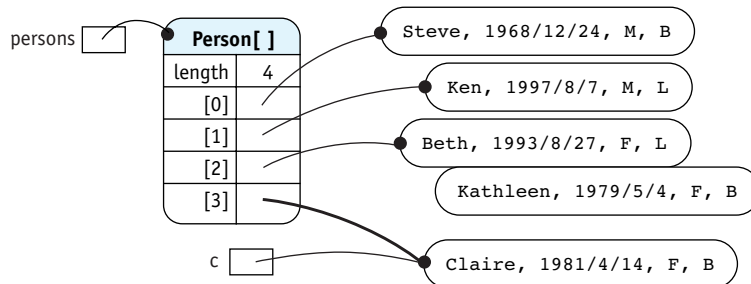 persons
Person[ ]
length 4
[0]
[1]
[2]
[3]
c
Steve, 1968/12/24, M, B
Ken, 1997/8/7, M, L
Beth, 1993/8/27, F, L
Kathleen, 1979/5/4, F, B
Claire, 1981/4/14, F, B